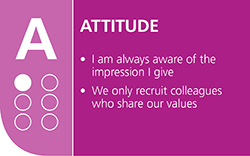 A
ATTITUDE
• I am always aware of the
impression I give
• We only recruit colleagues
who share our values